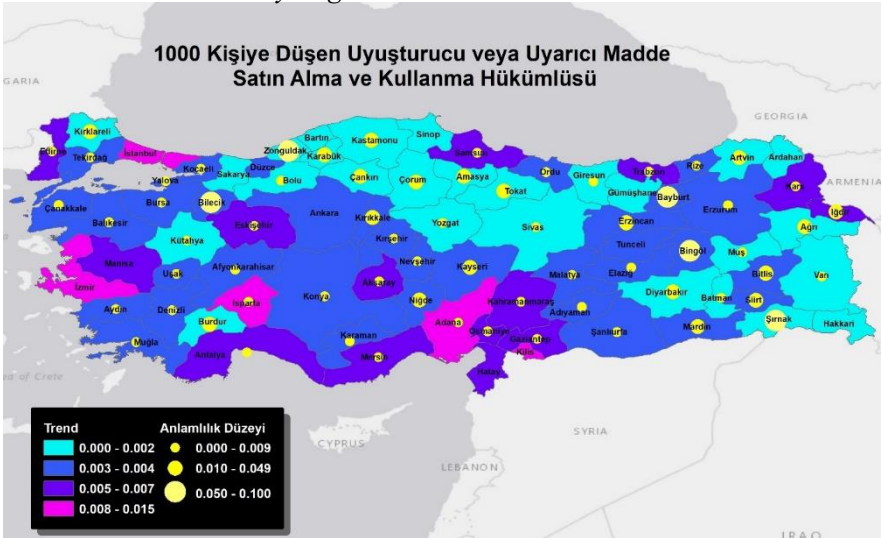 1000 Kişiye Düşen Uyuşturucu veya Uyarıcı Madde
Satın Alma ve Kullanma Hükümlüsü
GARIA
GEORGIA
ARMENIA
Kırklareli
Edirne
Tekirdağ
İstanbul
Kocaeli
Yalova
Sakarya
Düzce
Zonguldak
Bartın
Karabük
Kastamonu
Sinop
Samsun
Bolu
Çankırı
Çorum
Amasya
Ordu
Giresun
Trabzon
Rize
Artvin
Ardahan
Kars
Iğdır
Tokat
Gümüşhane
Bayburt
Erzurum
Ağrı
Çanakkale
Bursa
Bilecik
Balıkesir
Eskişehir
Ankara
Kırıkkale
Yozgat
Sivas
Erzincan
Kütahya
Kırşehir
Tunceli
Bingöl
Muş
Manisa
Uşak
Afyonkarahisar
Nevşehir
Kayseri
Malatya
Elazığ
Bitlis
Van
İzmir
Aksaray
Isparta
Konya
Niğde
Kahramanmaraş
Adıyaman
Diyarbakır
Batman
Siirt
Aydın
Denizli
Burdur
Adana
Osmaniye
Gaziantep
Şanlıurfa
Mardin
Şırnak
Hakkari
Muğla
Antalya
Karaman
Mersin
Kilis
Hatay
ea of Crete
CYPRUS
SYRIA
LEBANON
IRAQ
Trend
Anlamlılık Düzeyi
0.000 - 0.002
0.000 - 0.009
0.003 - 0.004
0.010 - 0.049
0.005 - 0.007
0.050 - 0.100
0.008 - 0.015